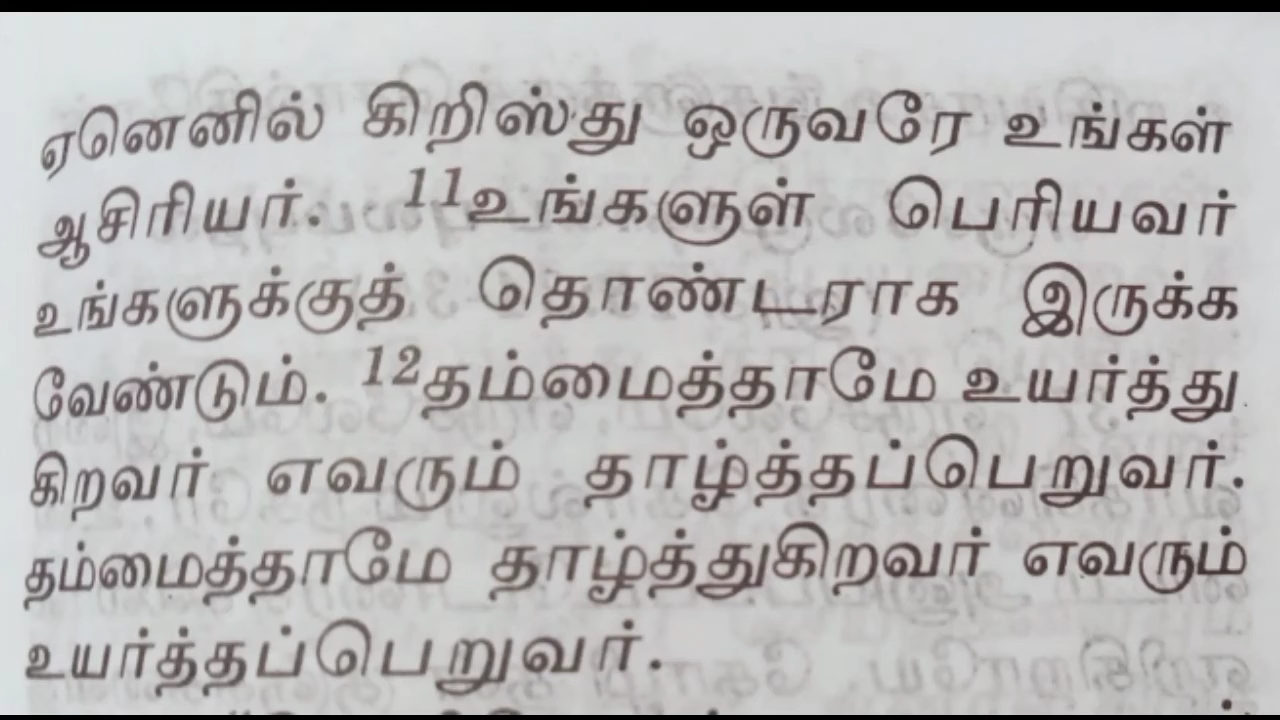 ஏனெனில் கிறிஸ்து ஒருவரே உங்கள்
ஆசிரியர். 11உங்களுள் பெரியவர்
உங்களுக்குத் தொண்டராக இருக்க
வேண்டும். 12தம்மைத்தாமே உயர்த்து
கிறவர் எவரும் தாழ்த்தப்பெறுவர்.
தம்மைத்தாமே தாழ்த்துகிறவர் எவரும்
உயர்த்தப்பெறுவர்.